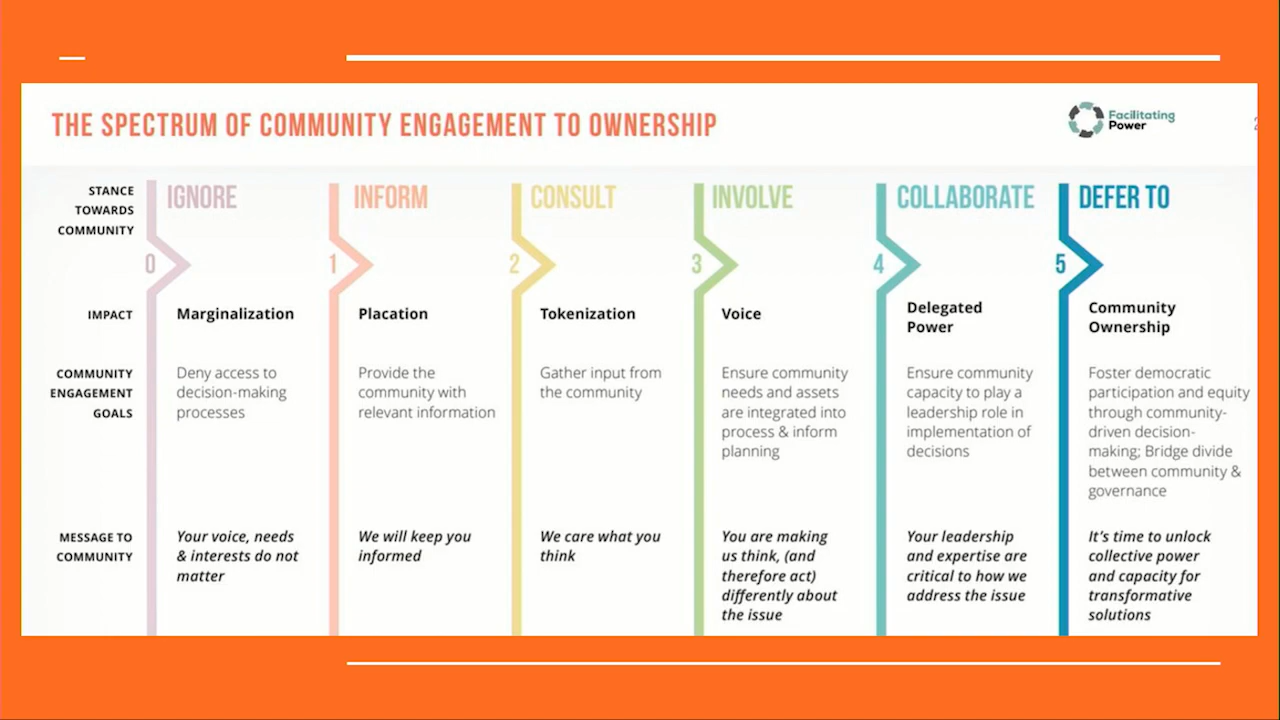 THE SPECTRUM OF COMMUNITY ENGAGEMENT TO OWNERSHIP
Facilitating
Power
STANCE
TOWARDS
COMMUNITY
IGNORE
INFORM
CONSULT
INVOLVE
COLLABORATE
DEFER TO
0
1
2
3
4
5
IMPACT
Marginalization
Placation
Tokenization
Voice
Delegated
Power
Community
Ownership
COMMUNITY
ENGAGEMENT
GOALS
Deny access to
decision-making
processes
Provide the
community with
relevant information
Gather input from
the community
Ensure community
needs and assets
are integrated into
process & inform
planning
Ensure community
capacity to play a
leadership role in
implementation of
decisions
Foster democratic
participation and equity
through community-
driven decision-
making; Bridge divide
between community &
governance
MESSAGE TO
COMMUNITY
Your voice, needs
& interests do not
matter
We will keep you
informed
We care what you
think
You are making
us think, (and
therefore act)
differently about
the issue
Your leadership
and expertise are
critical to how we
address the issue
It's time to unlock
collective power
and capacity for
transformative
solutions